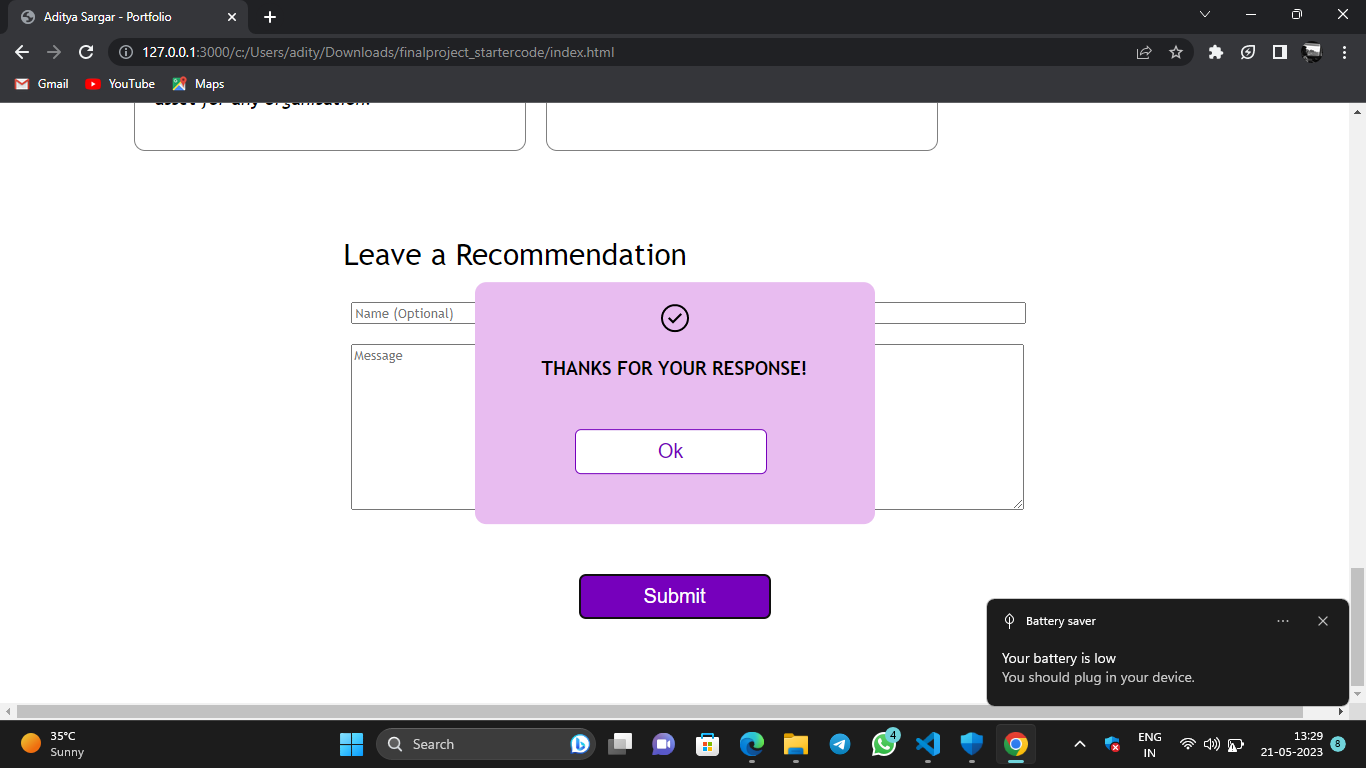 Aditya Sargar - Portfolio
127.0.0.1:3000/c:/Users/adity/Downloads/finalproject_startercode/index.html
Gmail YouTube Maps
asset for any organisation.
Leave a Recommendation
Name (Optional)
Message
THANKS FOR YOUR RESPONSE!
Ok
Submit
Battery saver
Your battery is low
You should plug in your device.
35°C
Sunny
Search
4
ENG
IN
13:29
21-05-2023
8